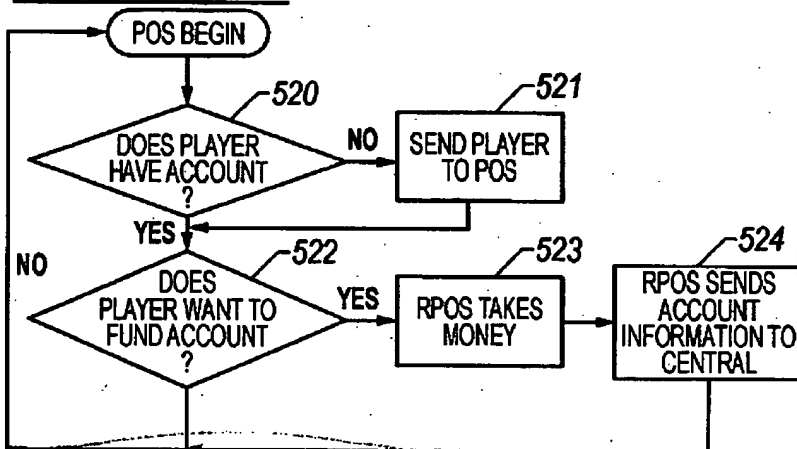 POS BEGIN
520
DOES PLAYER
HAVE ACCOUNT
?
NO
521
SEND PLAYER
TO POS
YES
522
DOES
PLAYER WANT TO
FUND ACCOUNT
?
NO
YES
523
RPOS TAKES
MONEY
524
RPOS SENDS
ACCOUNT
INFORMATION TO
CENTRAL